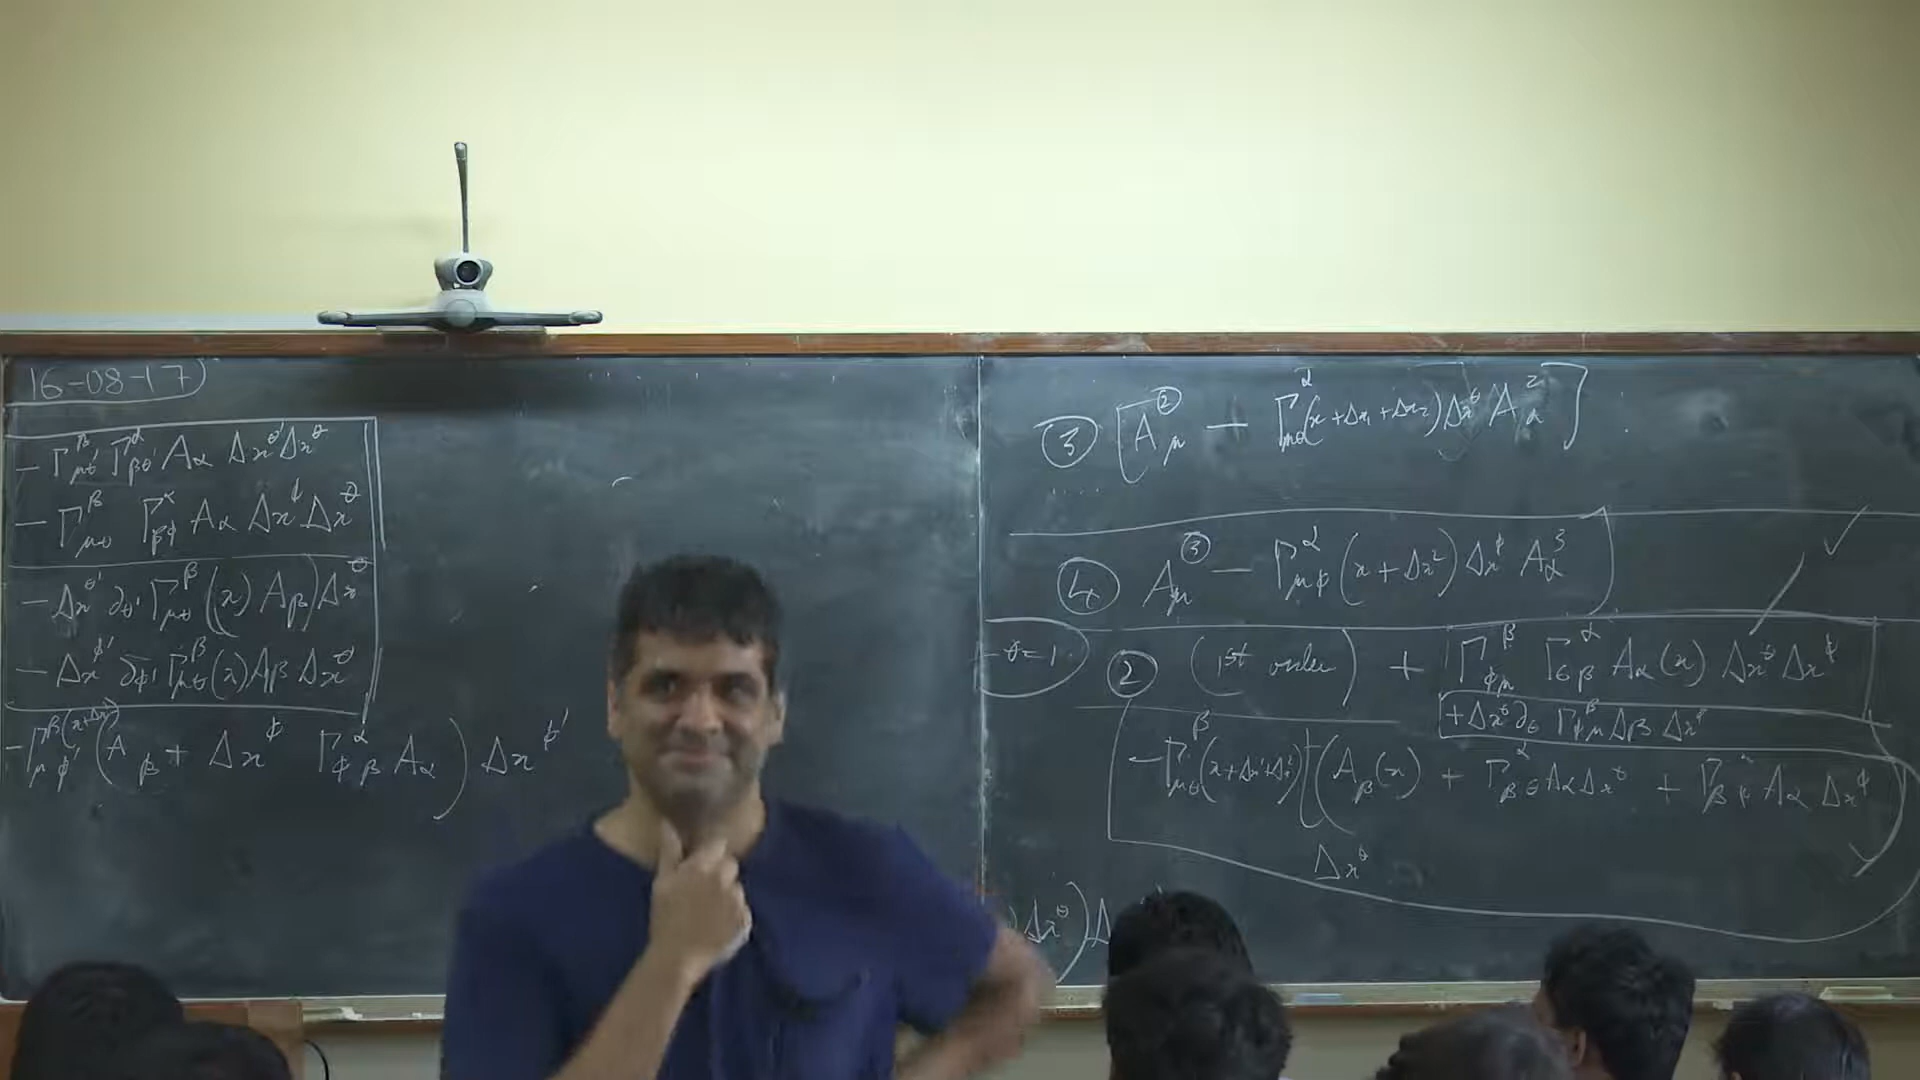 16-08-17
- Γ^β_{μθ'} Γ^α_{βθ'} A_α Δx^{θ'} Δx^θ
- Γ^β_{μθ} Γ^α_{βϕ} A_α Δx^ϕ Δx^θ
- Δx^{θ'} ∂_{θ'} Γ^β_{μθ}(x) A_β) Δx^θ
- Δx^{ϕ'} ∂_{ϕ'} Γ^β_{μθ}(x) A_β Δx^θ
- Γ^{β(x+Δx)}_{μϕ'} (A_β + Δx^ϕ Γ^α_{ϕβ} A_α) Δx^{ϕ'}
③ [A^②_μ - Γ^α_{μθ}(x+Δx_1+Δx_2) Δx^θ A^2_α]
④ A^③_μ - Γ^α_{μϕ}(x+Δx^2) Δx^ϕ A^3_α
-θ=1
② (1st order) + Γ^β_{ϕμ} Γ^α_{θβ} A_α(x) Δx^θ Δx^ϕ
+Δx^θ ∂_θ Γ^β_{ϕμ} A_β Δx^ϕ
-Γ^β_{μθ}(x+Δx^1+Δx^2) (A_β(x) + Γ^α_{βθ} A_α Δx^θ + Γ^α_{βϕ} A_α Δx^ϕ
Δx^θ
) Δx^θ) Δ